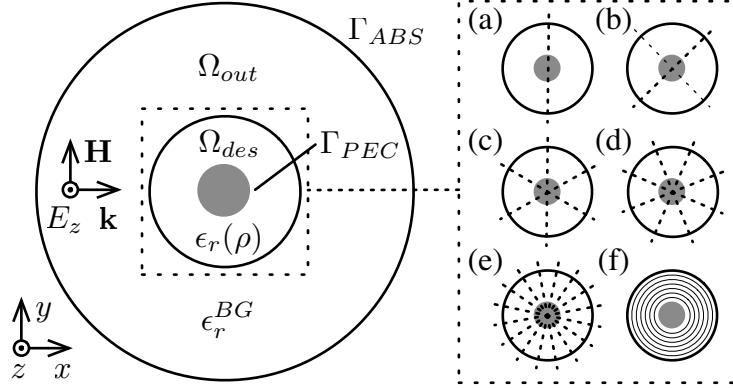 Γ_ABS
Ω_out
Ω_des
Γ_PEC
H
E_z
k
ϵ_r(ρ)
ϵ_r^BG
y
z
x
(a)
(b)
(c)
(d)
(e)
(f)